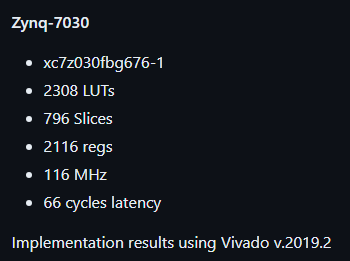 Zynq-7030
xc7z030fbg676-1
2308 LUTs
796 Slices
2116 regs
116 MHz
66 cycles latency
Implementation results using Vivado v.2019.2